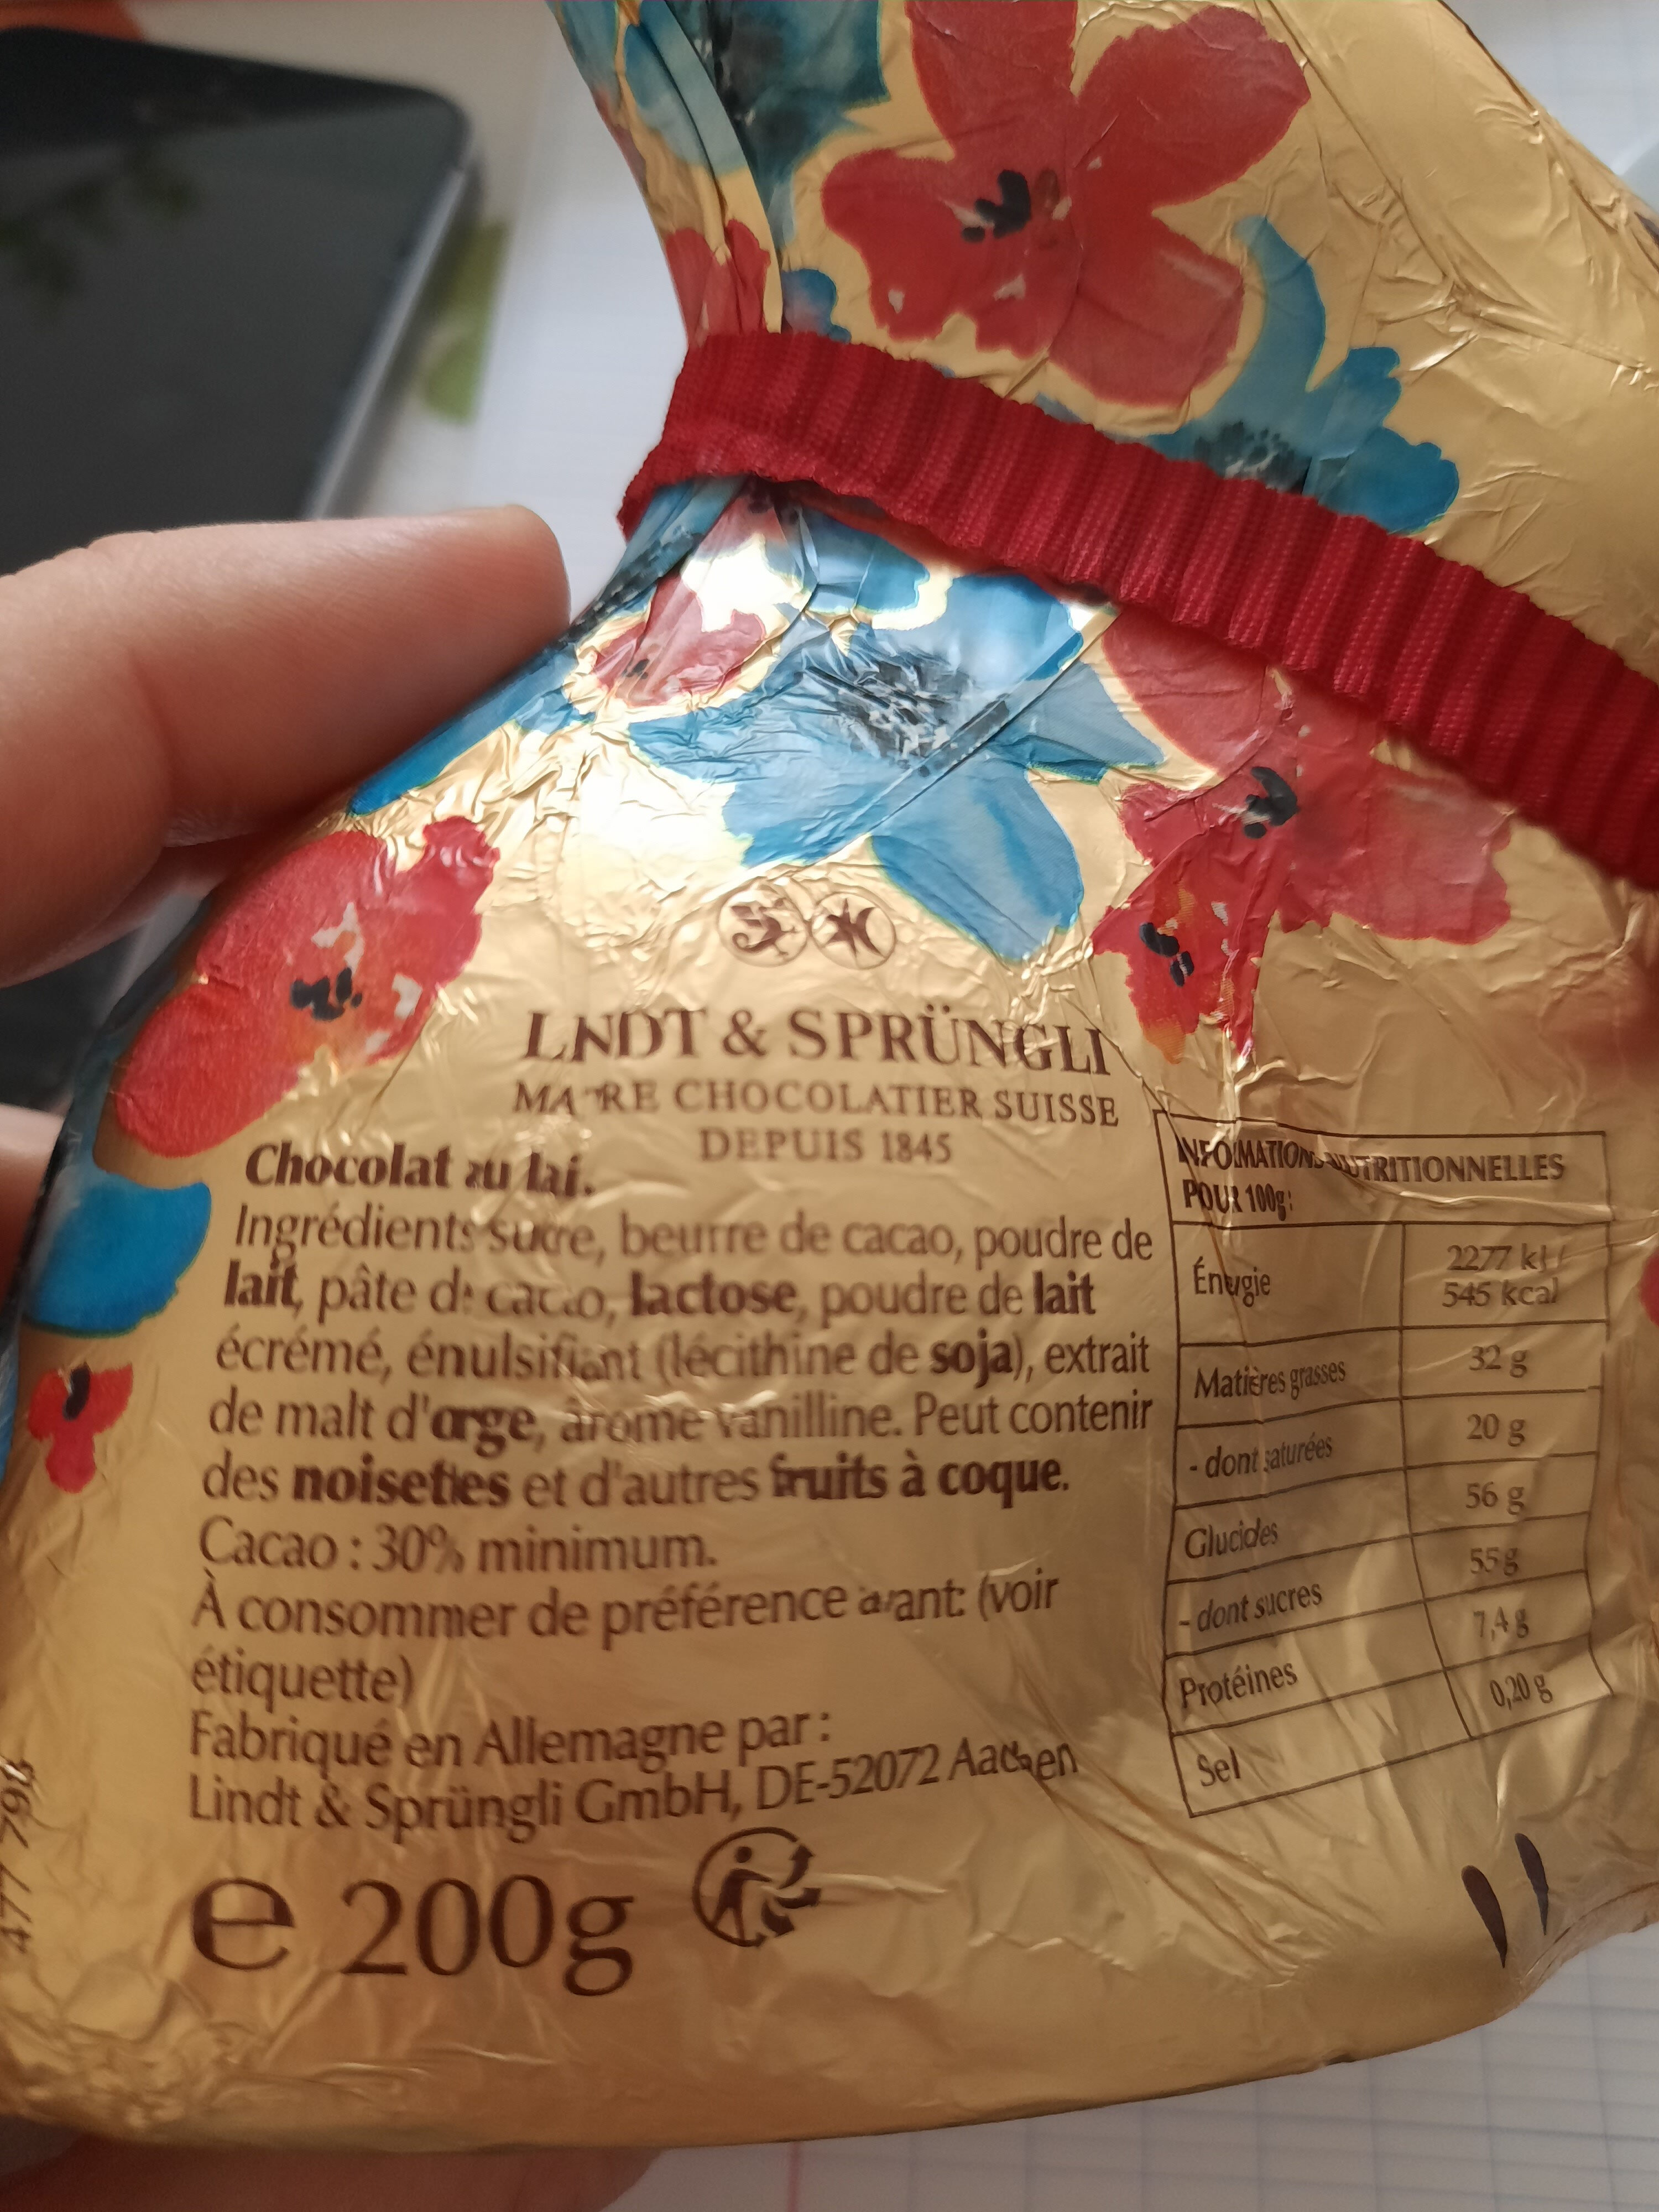 LINDT & SPRÜNGLI
MAÎTRE CHOCOLATIER SUISSE
DEPUIS 1845
Chocolat au lait.
Ingrédients: sucre, beurre de cacao, poudre de
lait, pâte de cacao, lactose, poudre de lait
écrémé, émulsifiant (lécithine de soja), extrait
de malt d'orge, arôme vanilline. Peut contenir
des noisettes et d'autres fruits à coque.
Cacao : 30% minimum.
À consommer de préférence avant: (voir
étiquette)
Fabriqué en Allemagne par :
Lindt & Sprüngli GmbH, DE-52072 Aachen
e 200g
INFORMATIONS NUTRITIONNELLES
POUR 100g:
Énergie 2277 kJ /
545 kcal
Matières grasses 32 g
- dont saturées 20 g
Glucides 56 g
- dont sucres 55 g
Protéines 7,4 g
Sel 0,20 g